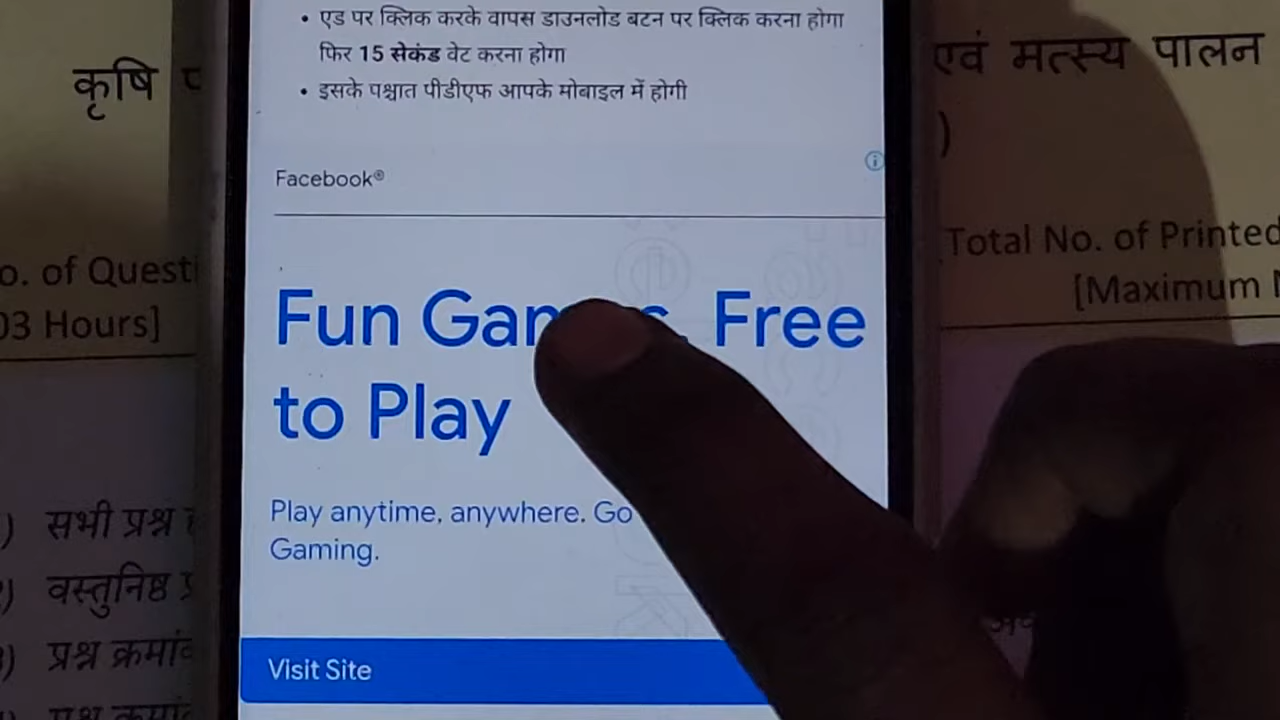 एड पर क्लिक करके वापस डाउनलोड बटन पर क्लिक करना होगा
फिर 15 सेकंड वेट करना होगा
इसके पश्चात पीडीएफ आपके मोबाइल में होगी
कृषि
एवं मत्स्य पालन
)
Facebook®
Total No. of Printed
o. of Questi
[Maximum
03 Hours]
Fun Free
to Play
Play anytime, anywhere. Go
Gaming.
) सभी प्रश्न
) वस्तुनिष्ठ
) प्रश्न क्रमांक
Visit Site